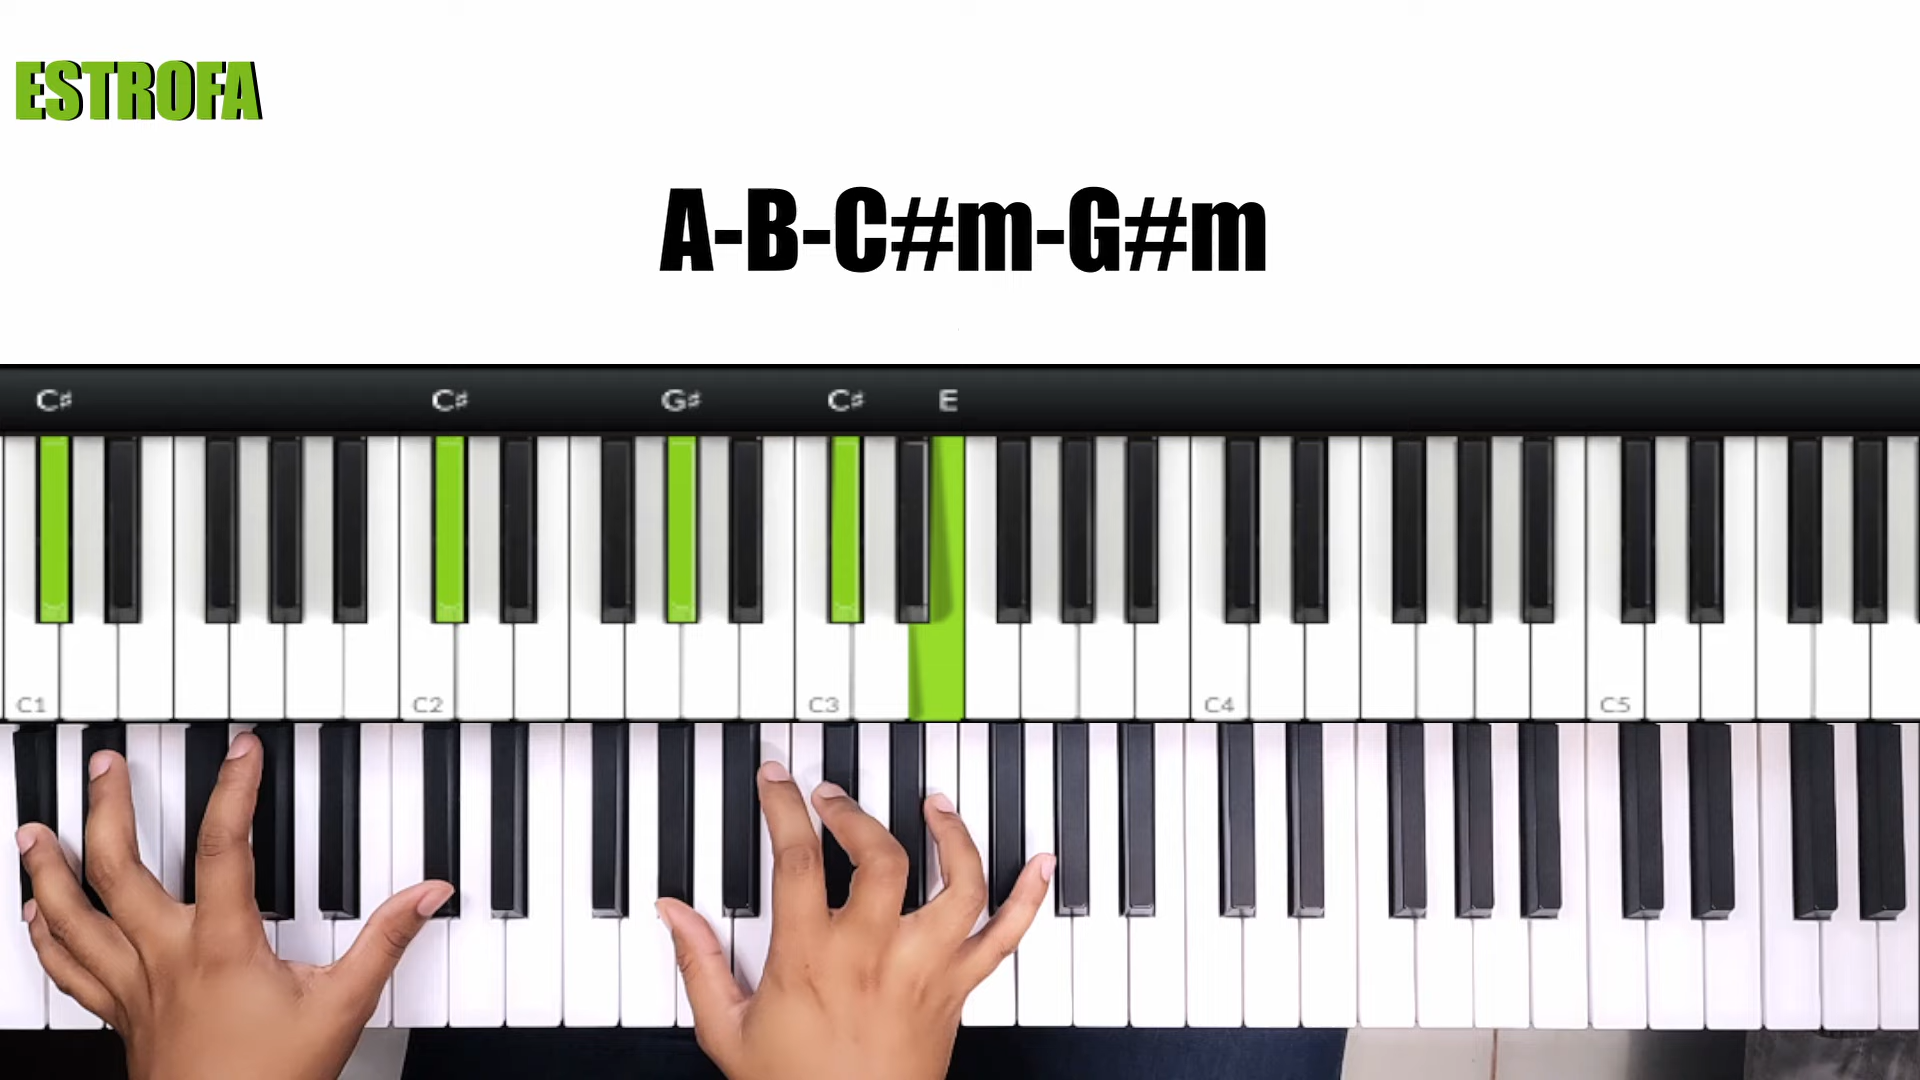 ESTROFA
A-B-C#m-G#m
C♯ C♯ G♯ C♯ E
C1 C2 C3 C4 C5